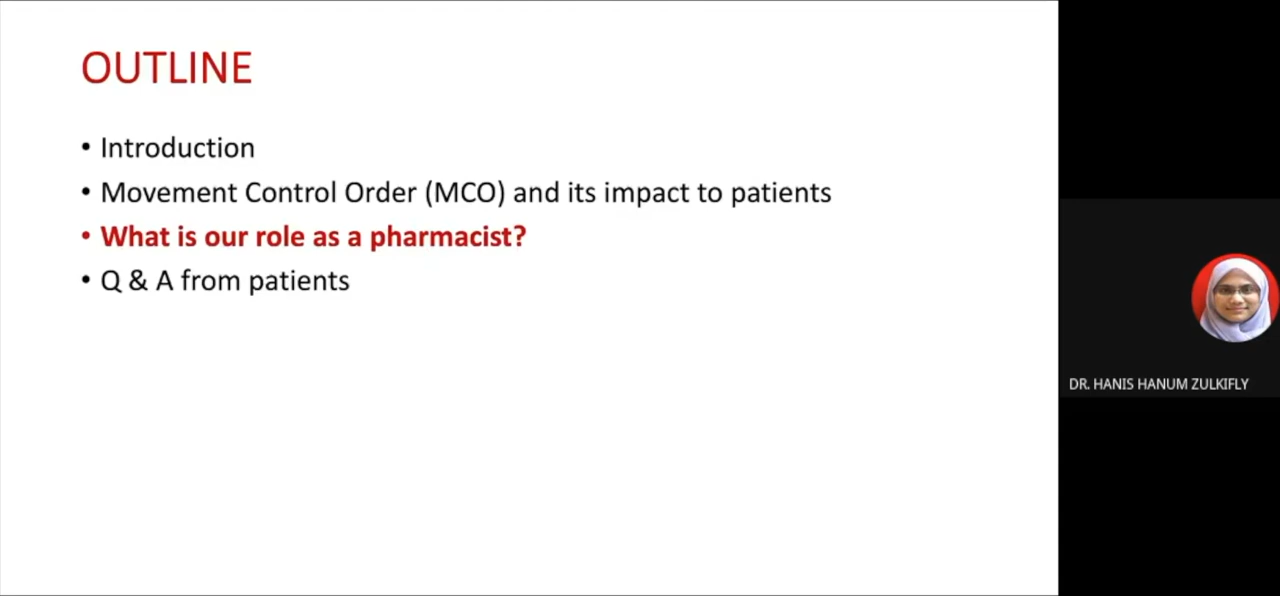 OUTLINE
• Introduction
• Movement Control Order (MCO) and its impact to patients
• What is our role as a pharmacist?
• Q & A from patients
DR. HANIS HANUM ZULKIFLY